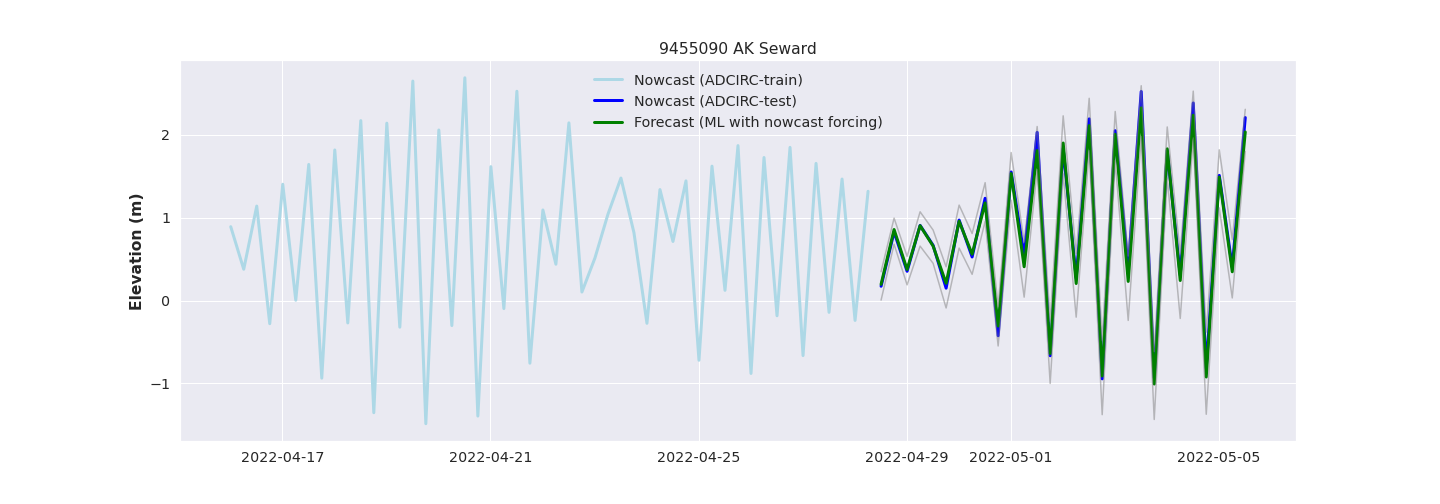 9455090 AK Seward
Nowcast (ADCIRC-train)
Nowcast (ADCIRC-test)
Forecast (ML with nowcast forcing)
Elevation (m)
2
1
0
−1
2022-04-17 2022-04-21 2022-04-25 2022-04-29 2022-05-01 2022-05-05